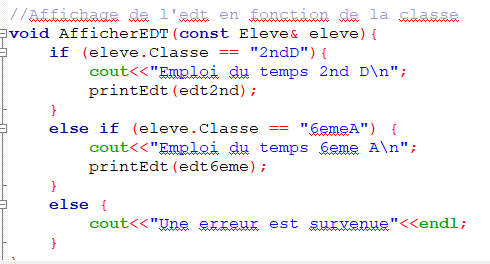 //Affichage de l'edt en fonction de la classe
void AfficherEDT(const Eleve& eleve){
    if (eleve.Classe == "2ndD"){
        cout<<"Emploi du temps 2nd D\n";
        printEdt(edt2nd);
    }
    else if (eleve.Classe == "6emeA") {
        cout<<"Emploi du temps 6eme A\n";
        printEdt(edt6eme);
    }
    else {
        cout<<"Une erreur est survenue"<<endl;
    }
}